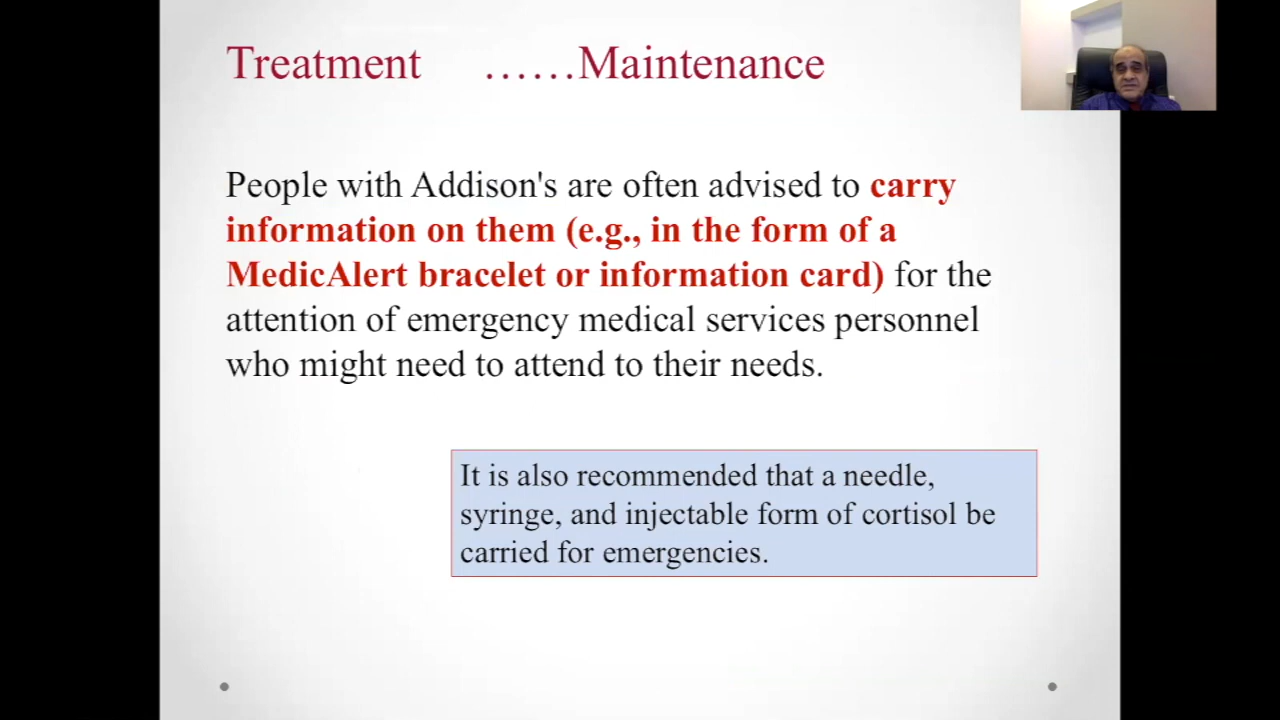 Treatment ……Maintenance
People with Addison's are often advised to carry
information on them (e.g., in the form of a
MedicAlert bracelet or information card) for the
attention of emergency medical services personnel
who might need to attend to their needs.
It is also recommended that a needle,
syringe, and injectable form of cortisol be
carried for emergencies.